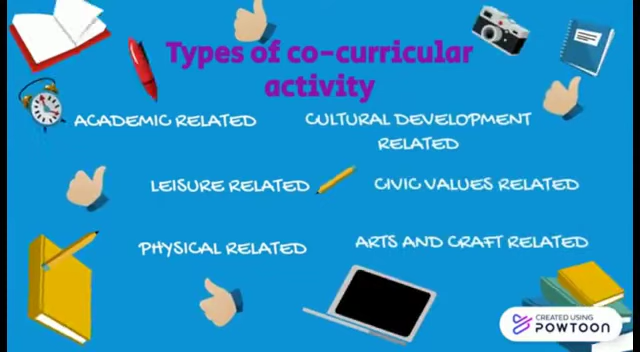 Types of co-curricular
activity
ACADEMIC RELATED
CULTURAL DEVELOPMENT
RELATED
LEISURE RELATED
CIVIC VALUES RELATED
PHYSICAL RELATED
ARTS AND CRAFT RELATED
CREATED USING
POWTOON